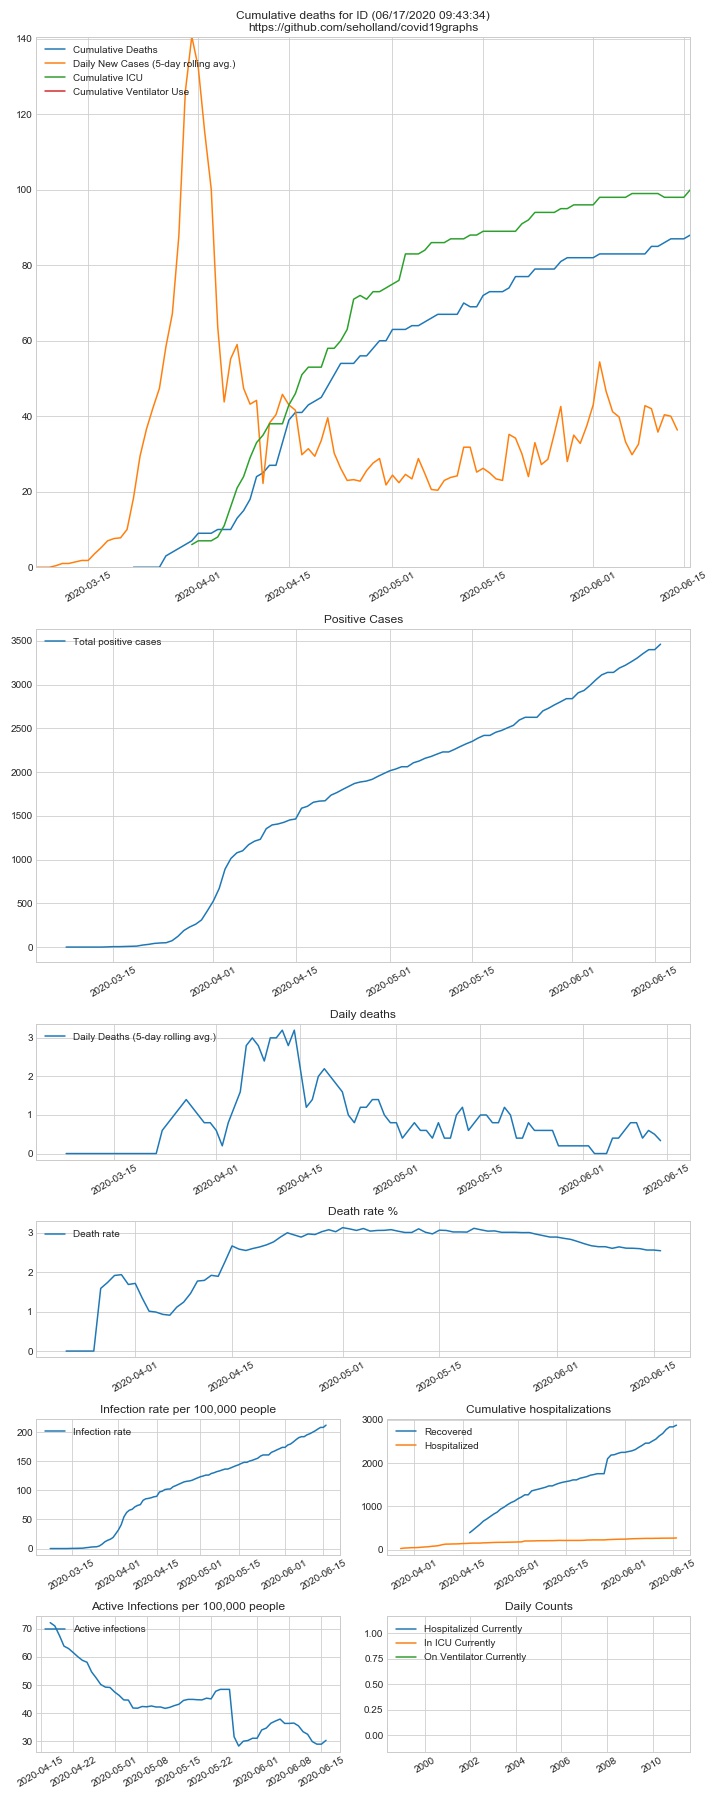 Cumulative deaths for ID (06/17/2020 09:43:34)
https://github.com/seholland/covid19graphs
Cumulative Deaths
Daily New Cases (5-day rolling avg.)
Cumulative ICU
Cumulative Ventilator Use
140
120
100
80
60
40
20
0
2020-03-15 2020-04-01 2020-04-15 2020-05-01 2020-05-15 2020-06-01 2020-06-15
Positive Cases
Total positive cases
3500
3000
2500
2000
1500
1000
500
0
2020-03-15 2020-04-01 2020-04-15 2020-05-01 2020-05-15 2020-06-01 2020-06-15
Daily deaths
Daily Deaths (5-day rolling avg.)
3
2
1
0
2020-03-15 2020-04-01 2020-04-15 2020-05-01 2020-05-15 2020-06-01 2020-06-15
Death rate %
Death rate
3
2
1
0
2020-04-01 2020-04-15 2020-05-01 2020-05-15 2020-06-01 2020-06-15
Infection rate per 100,000 people
Infection rate
200
150
100
50
0
2020-03-15 2020-04-01 2020-04-15 2020-05-01 2020-05-15 2020-06-01 2020-06-15
Cumulative hospitalizations
Recovered
Hospitalized
3000
2000
1000
0
2020-04-01 2020-04-15 2020-05-01 2020-05-15 2020-06-01 2020-06-15
Active Infections per 100,000 people
Active infections
70
60
50
40
30
2020-04-15 2020-04-22 2020-05-01 2020-05-08 2020-05-15 2020-05-22 2020-06-01 2020-06-08 2020-06-15
Daily Counts
Hospitalized Currently
In ICU Currently
On Ventilator Currently
1.00
0.75
0.50
0.25
0.00
2000 2002 2004 2006 2008 2010